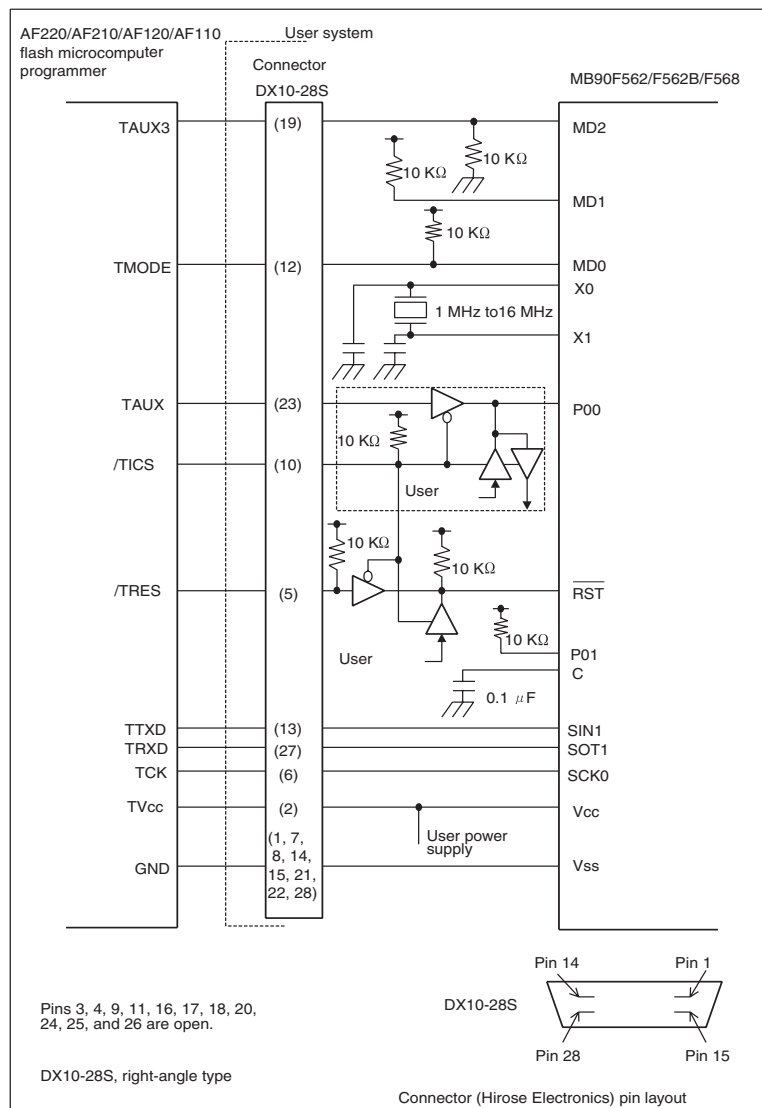 AF220/AF210/AF120/AF110
flash microcomputer
programmer
User system
Connector
DX10-28S
MB90F562/F562B/F568
TAUX3
(19)
MD2
10 KΩ
10 KΩ
MD1
10 KΩ
TMODE
(12)
MD0
X0
1 MHz to16 MHz
X1
TAUX
(23)
P00
10 KΩ
/TICS
(10)
User
10 KΩ
10 KΩ
/TRES
(5)
RST
10 KΩ
User
P01
C
0.1 μF
TTXD
(13)
SIN1
TRXD
(27)
SOT1
TCK
(6)
SCK0
TVcc
(2)
Vcc
User power
supply
(1, 7,
8, 14,
15, 21,
22, 28)
GND
Vss
Pin 14
Pin 1
DX10-28S
Pin 28
Pin 15
Pins 3, 4, 9, 11, 16, 17, 18, 20,
24, 25, and 26 are open.
DX10-28S, right-angle type
Connector (Hirose Electronics) pin layout